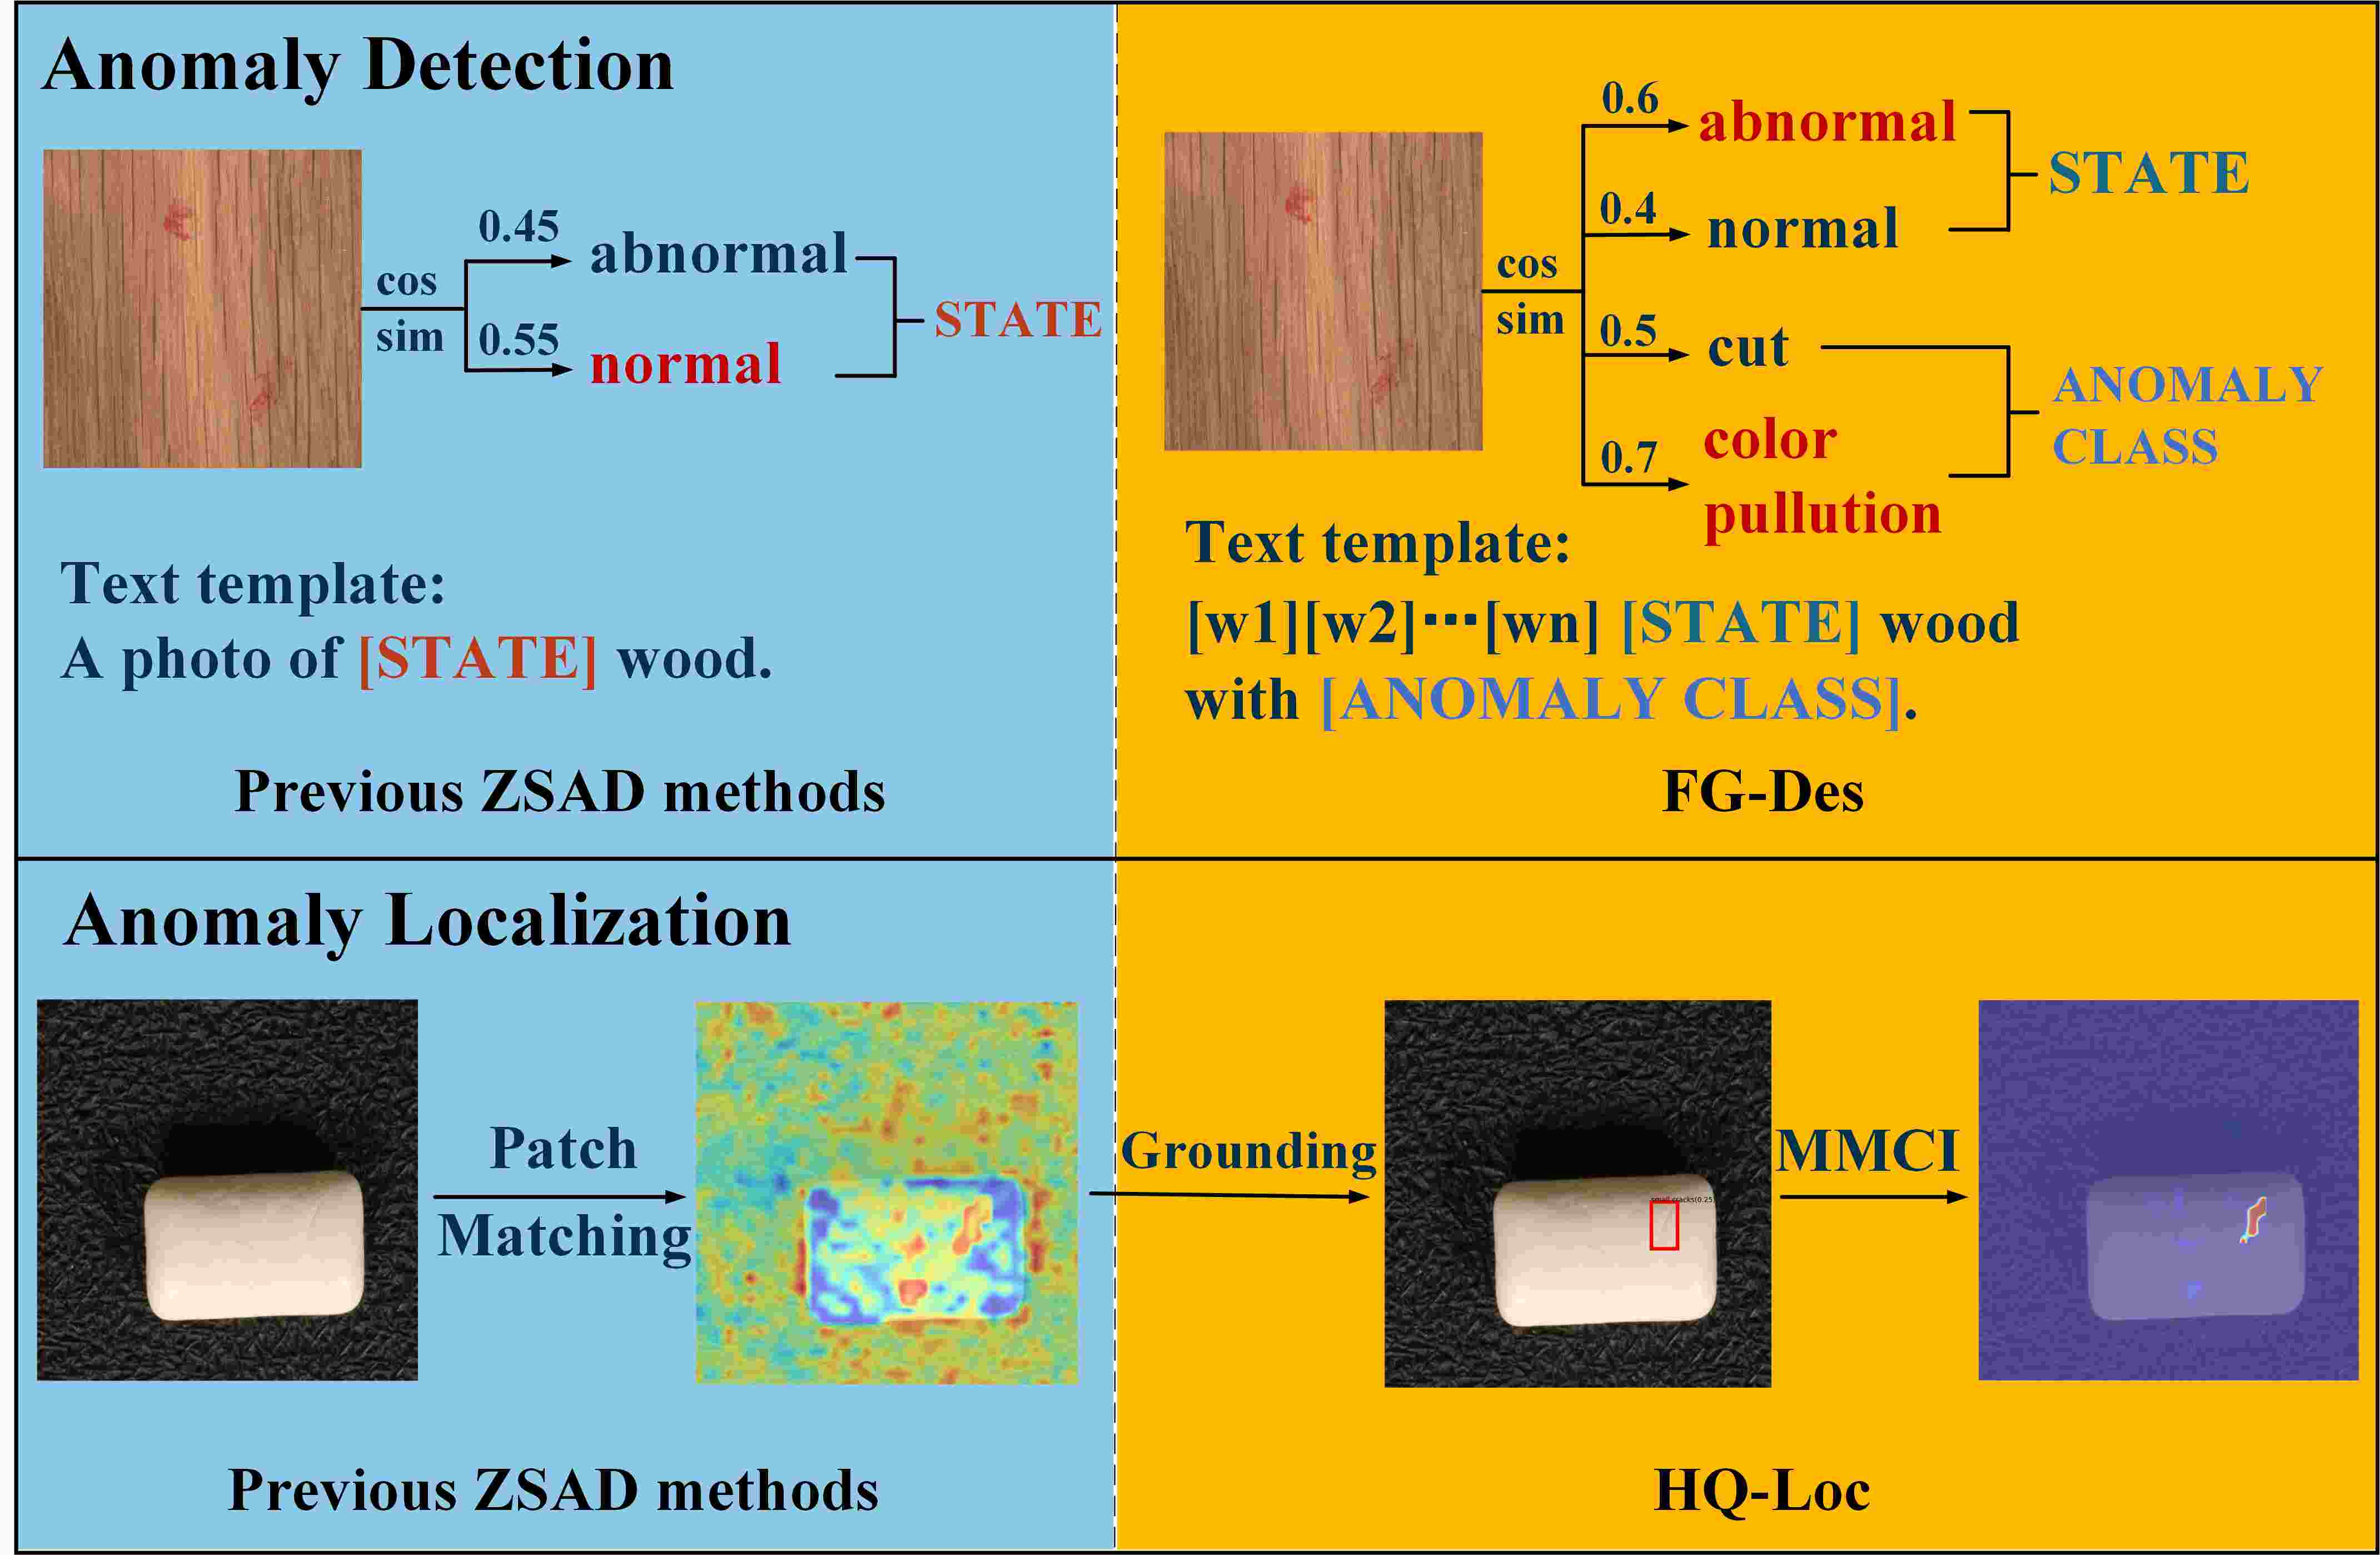 Anomaly Detection
cos
sim
0.45
abnormal
0.55
normal
STATE
Text template:
A photo of [STATE] wood.
Previous ZSAD methods
cos
sim
0.6
abnormal
0.4
normal
STATE
0.5
cut
0.7
color
pullution
ANOMALY
CLASS
Text template:
[w1][w2]···[wn] [STATE] wood
with [ANOMALY CLASS].
FG-Des
Anomaly Localization
Patch
Matching
Previous ZSAD methods
Grounding
small cracks(0.25
MMCI
HQ-Loc